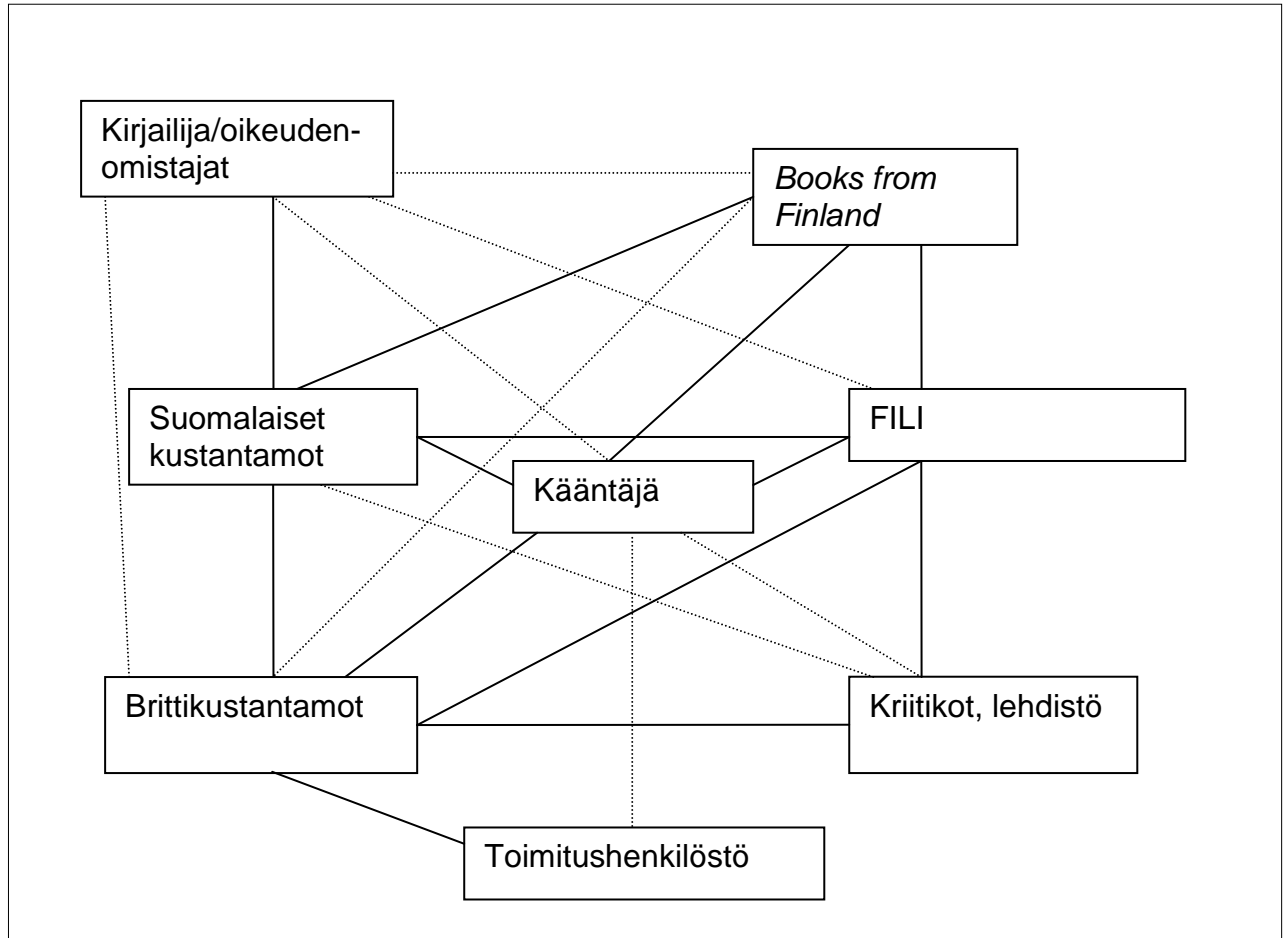 Kirjailija/oikeuden-
omistajat
Books from
Finland
Suomalaiset
kustantamot
FILI
Kääntäjä
Brittikustantamot
Kriitikot, lehdistö
Toimitushenkilöstö